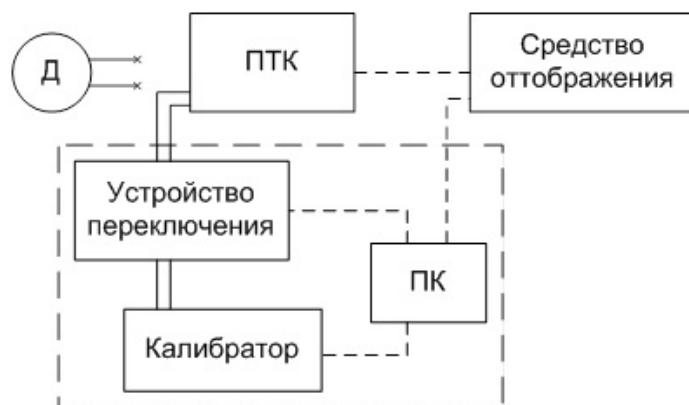 Д
ПТК
Средство
оттображения
Устройство
переключения
ПК
Калибратор